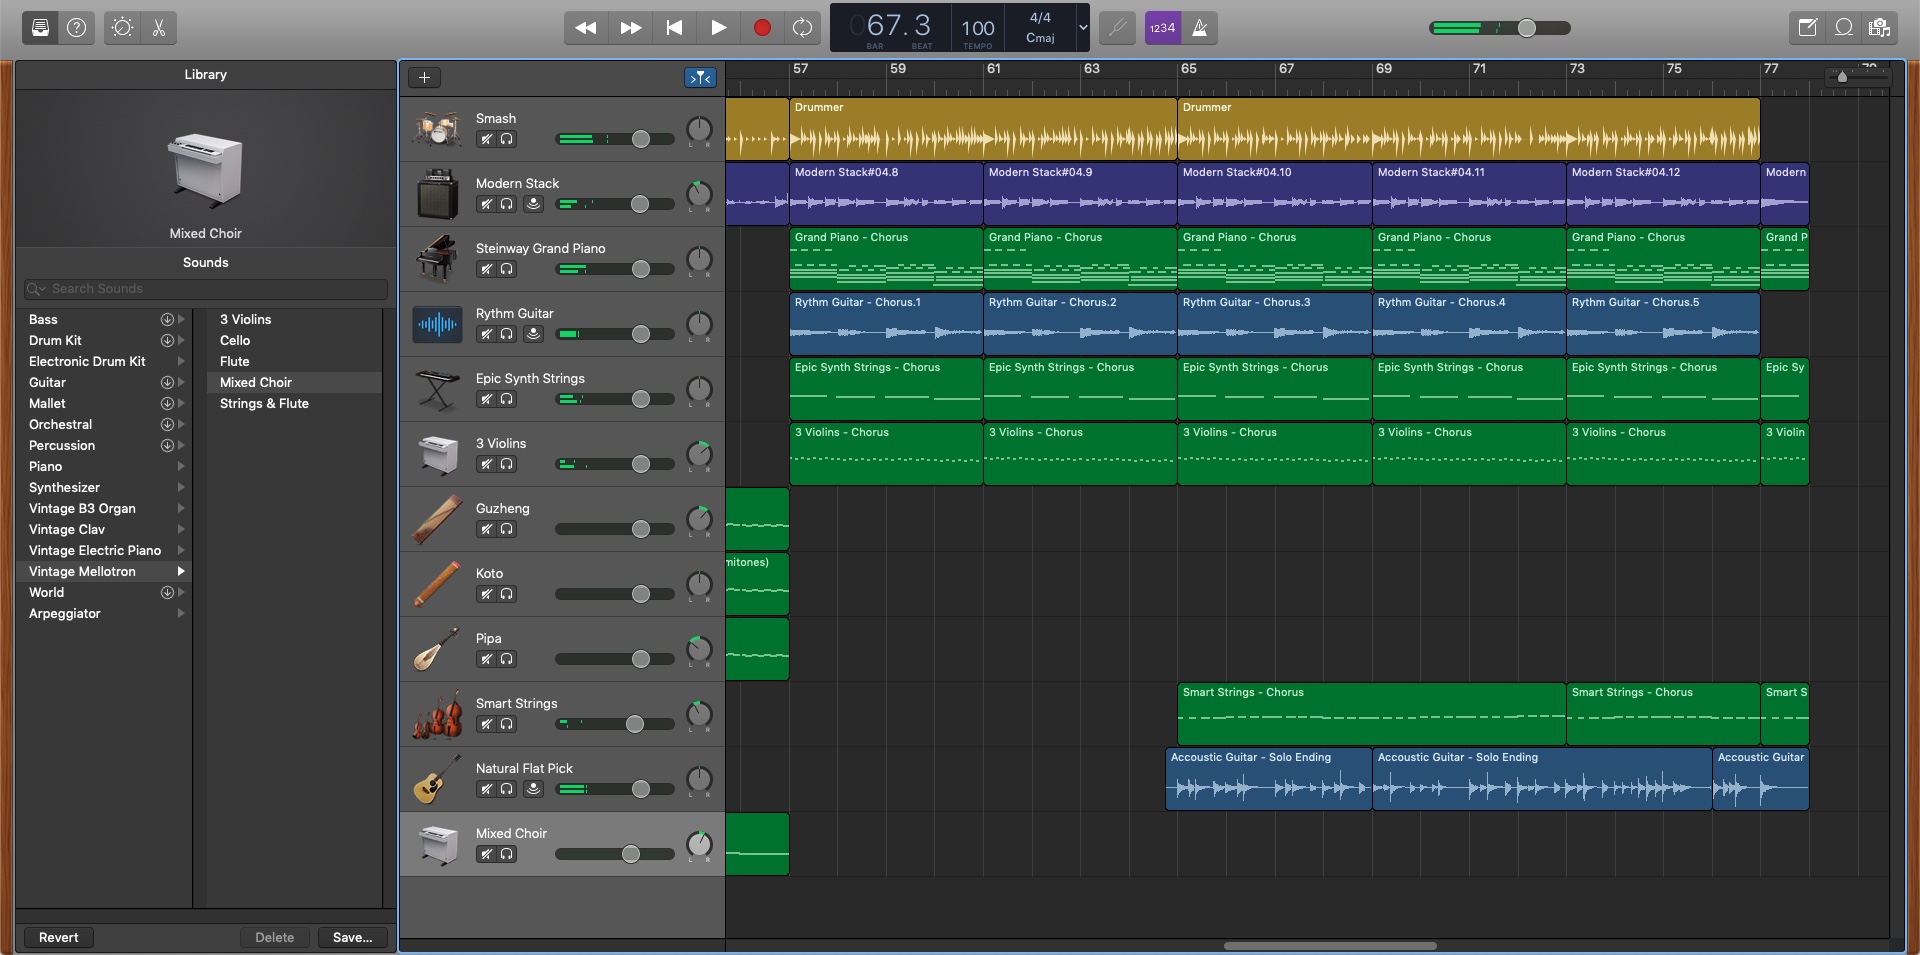 067.3
BAR BEAT
100
TEMPO
4/4
Cmaj
1234
Library
Mixed Choir
Sounds
Search Sounds
Bass
Drum Kit
Electronic Drum Kit
Guitar
Mallet
Orchestral
Percussion
Piano
Synthesizer
Vintage B3 Organ
Vintage Clav
Vintage Electric Piano
Vintage Mellotron
World
Arpeggiator
3 Violins
Cello
Flute
Mixed Choir
Strings & Flute
Revert Delete Save...
57 59 61 63 65 67 69 71 73 75 77 79
Smash
L R
Drummer Drummer
Modern Stack
L R
Modern Stack#04.8 Modern Stack#04.9 Modern Stack#04.10 Modern Stack#04.11 Modern Stack#04.12 Modern
Steinway Grand Piano
L R
Grand Piano - Chorus Grand Piano - Chorus Grand Piano - Chorus Grand Piano - Chorus Grand Piano - Chorus Grand P
Rythm Guitar
L R
Rythm Guitar - Chorus.1 Rythm Guitar - Chorus.2 Rythm Guitar - Chorus.3 Rythm Guitar - Chorus.4 Rythm Guitar - Chorus.5
Epic Synth Strings
L R
Epic Synth Strings - Chorus Epic Synth Strings - Chorus Epic Synth Strings - Chorus Epic Synth Strings - Chorus Epic Synth Strings - Chorus Epic Sy
3 Violins
L R
3 Violins - Chorus 3 Violins - Chorus 3 Violins - Chorus 3 Violins - Chorus 3 Violins - Chorus 3 Violin
Guzheng
L R
Koto
L R
mitones)
Pipa
L R
Smart Strings
L R
Smart Strings - Chorus Smart Strings - Chorus Smart S
Natural Flat Pick
L R
Accoustic Guitar - Solo Ending Accoustic Guitar - Solo Ending Accoustic Guitar
Mixed Choir
L R